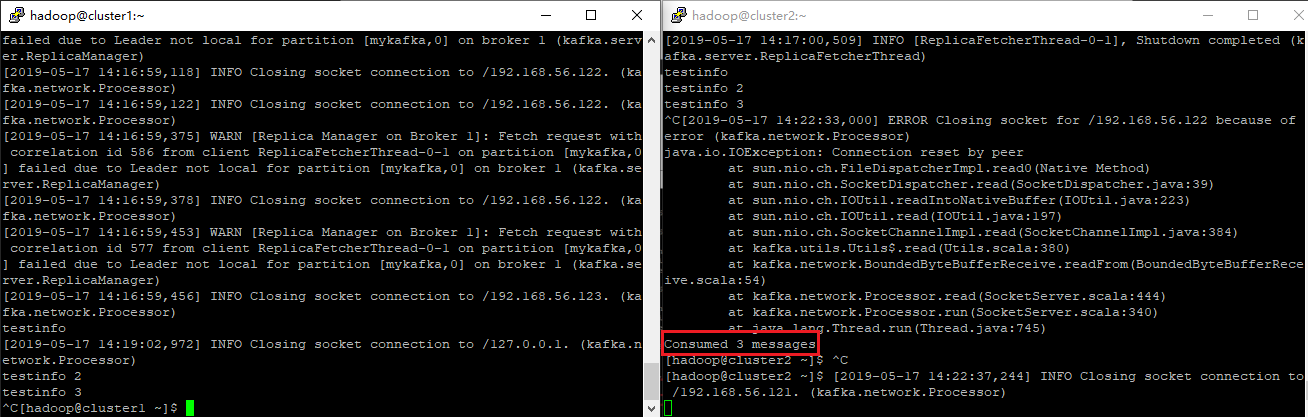 hadoop@cluster1:~
failed due to Leader not local for partition [mykafka,0] on broker 1 (kafka.serv
er.ReplicaManager)
[2019-05-17 14:16:59,118] INFO Closing socket connection to /192.168.56.122. (ka
fka.network.Processor)
[2019-05-17 14:16:59,122] INFO Closing socket connection to /192.168.56.122. (ka
fka.network.Processor)
[2019-05-17 14:16:59,375] WARN [Replica Manager on Broker 1]: Fetch request with
 correlation id 586 from client ReplicaFetcherThread-0-1 on partition [mykafka,0
] failed due to Leader not local for partition [mykafka,0] on broker 1 (kafka.se
rver.ReplicaManager)
[2019-05-17 14:16:59,378] INFO Closing socket connection to /192.168.56.122. (ka
fka.network.Processor)
[2019-05-17 14:16:59,453] WARN [Replica Manager on Broker 1]: Fetch request with
 correlation id 577 from client ReplicaFetcherThread-0-1 on partition [mykafka,0
] failed due to Leader not local for partition [mykafka,0] on broker 1 (kafka.se
rver.ReplicaManager)
[2019-05-17 14:16:59,456] INFO Closing socket connection to /192.168.56.123. (ka
fka.network.Processor)
testinfo
[2019-05-17 14:19:02,972] INFO Closing socket connection to /127.0.0.1. (kafka.n
etwork.Processor)
testinfo 2
testinfo 3
^C[hadoop@cluster1 ~]$
hadoop@cluster2:~
[2019-05-17 14:17:00,509] INFO [ReplicaFetcherThread-0-1], Shutdown completed (k
afka.server.ReplicaFetcherThread)
testinfo
testinfo 2
testinfo 3
^C[2019-05-17 14:22:33,000] ERROR Closing socket for /192.168.56.122 because of
error (kafka.network.Processor)
java.io.IOException: Connection reset by peer
at sun.nio.ch.FileDispatcherImpl.read0(Native Method)
at sun.nio.ch.SocketDispatcher.read(SocketDispatcher.java:39)
at sun.nio.ch.IOUtil.readIntoNativeBuffer(IOUtil.java:223)
at sun.nio.ch.IOUtil.read(IOUtil.java:197)
at sun.nio.ch.SocketChannelImpl.read(SocketChannelImpl.java:384)
at kafka.utils.Utils$.read(Utils.scala:380)
at kafka.network.BoundedByteBufferReceive.readFrom(BoundedByteBufferRece
ive.scala:54)
at kafka.network.Processor.read(SocketServer.scala:444)
at kafka.network.Processor.run(SocketServer.scala:340)
at java.lang.Thread.run(Thread.java:745)
Consumed 3 messages
[hadoop@cluster2 ~]$ ^C
[hadoop@cluster2 ~]$ [2019-05-17 14:22:37,244] INFO Closing socket connection to
 /192.168.56.121. (kafka.network.Processor)